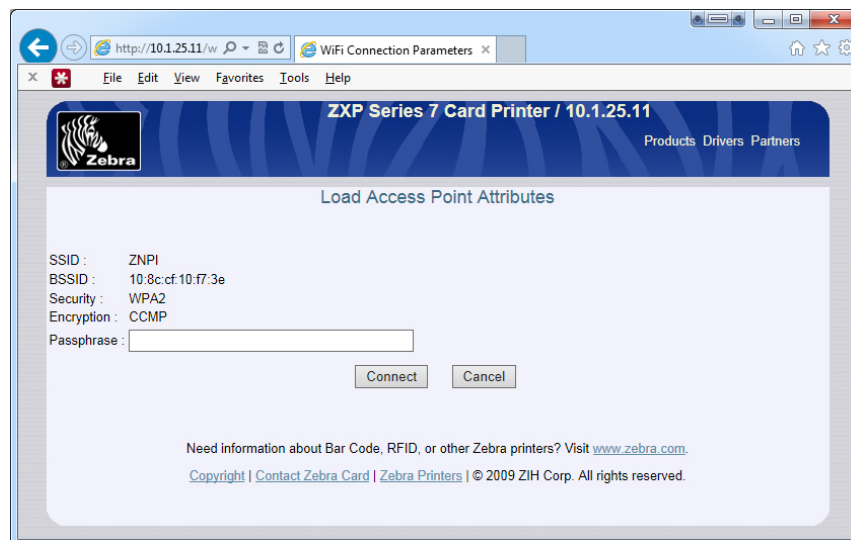 http://10.1.25.11/w
WiFi Connection Parameters
File Edit View Favorites Tools Help
ZXP Series 7 Card Printer / 10.1.25.11
Zebra
Products Drivers Partners
Load Access Point Attributes
SSID : ZNPI
BSSID : 10:8c:cf:10:f7:3e
Security : WPA2
Encryption : CCMP
Passphrase :
Connect Cancel
Need information about Bar Code, RFID, or other Zebra printers? Visit www.zebra.com.
Copyright | Contact Zebra Card | Zebra Printers | © 2009 ZIH Corp. All rights reserved.